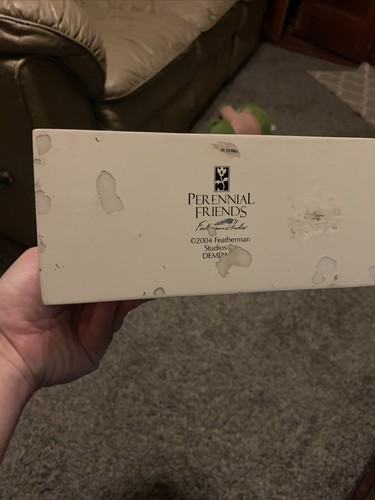 PERENNIAL
FRIENDS
©2004 Featherman
Studios